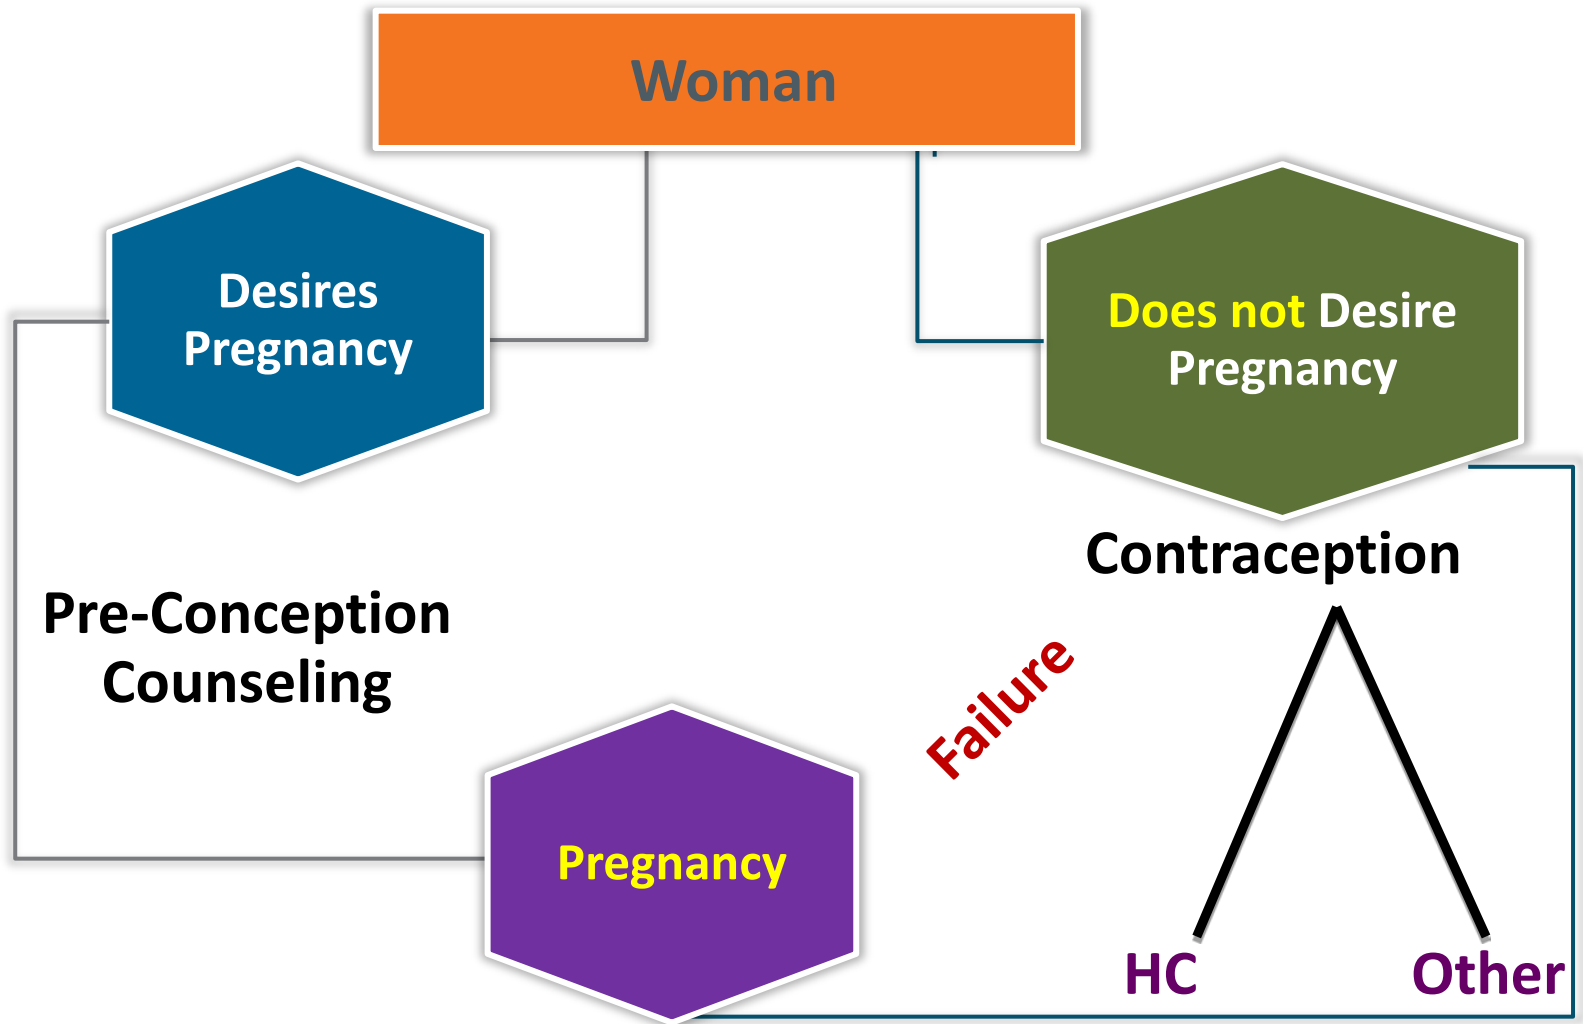 Woman
Desires
Pregnancy
Does not Desire
Pregnancy
Contraception
Pre-Conception
Counseling
Failure
Pregnancy
HC
Other